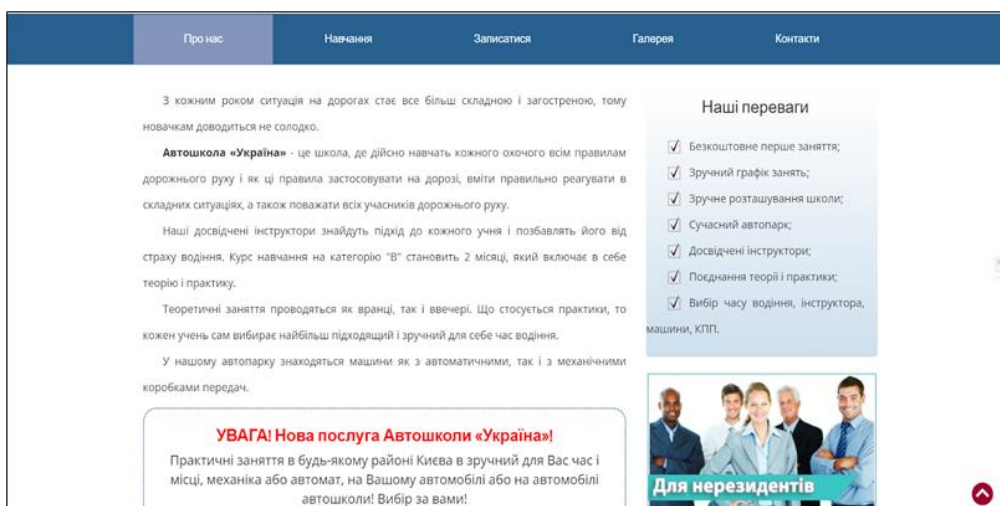 Про нас
Навчання
Записатися
Галерея
Контакти
З кожним роком ситуація на дорогах стає все більш складною і загостреною, тому
новачкам доводиться не солодко.
Автошкола «Україна» - це школа, де дійсно навчать кожного охочого всім правилам
дорожнього руху і як ці правила застосовувати на дорозі, вміти правильно реагувати в
складних ситуаціях, а також поважати всіх учасників дорожнього руху.
Наші досвідчені інструктори знайдуть підхід до кожного учня і позбавлять його від
страху водіння. Курс навчання на категорію "В" становить 2 місяці, який включає в себе
теорію і практику.
Теоретичні заняття проводяться як вранці, так і ввечері. Що стосується практики, то
кожен учень сам вибирає найбільш підходящий і зручний для себе час водіння.
У нашому автопарку знаходяться машини як з автоматичними, так і з механічними
коробками передач.
УВАГА! Нова послуга Автошколи «Україна»!
Практичні заняття в будь-якому районі Києва в зручний для Вас час і
місці, механіка або автомат, на Вашому автомобілі або на автомобілі
автошколи! Вибір за вами!
Наші переваги
Безкоштовне перше заняття;
Зручний графік занять;
Зручне розташування школи;
Сучасний автопарк;
Досвідчені інструктори;
Поєднання теорії і практики;
Вибір часу водіння, інструктора,
машини, КПП.
Для нерезидентів